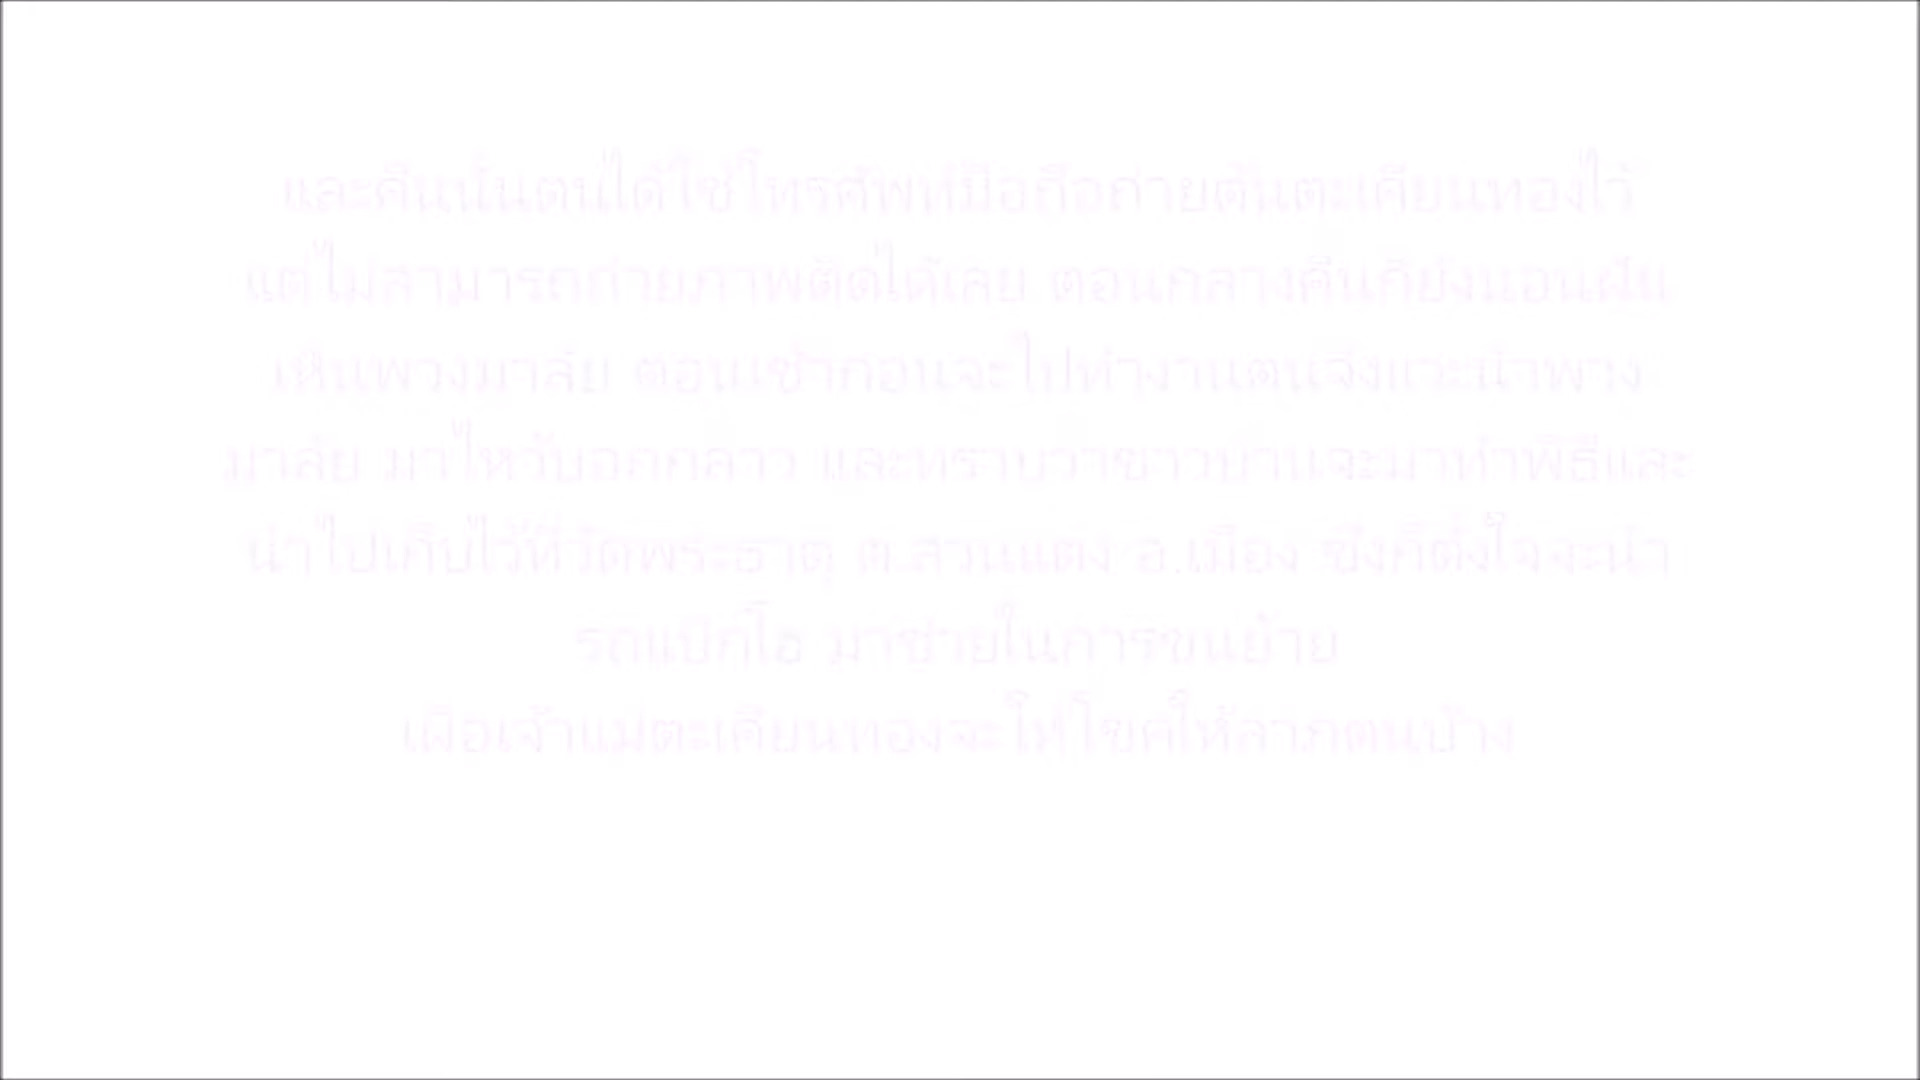 และคืนนั้นตนได้ใช้โทรศัพท์มือถือถ่ายต้นตะเคียนทองไว้
แต่ไม่สามารถถ่ายภาพติดได้เลย ตอนกลางคืนก็ยังนอนฝัน
เห็นพวงมาลัย ตอนเช้าก่อนจะไปทำงานตนจึงแวะนำพวง
มาลัย มาไหว้บอกกล่าว และทราบว่าชาวบ้านจะมาทำพิธีและ
นำไปเก็บไว้ที่วัดพระธาตุ ต.สวนแตง อ.เมือง ซึ่งก็ตั้งใจจะนำ
รถแบ็กโฮ มาช่วยในการขนย้าย
เผื่อเจ้าแม่ตะเคียนทองจะให้โชคให้ลาภตนบ้าง